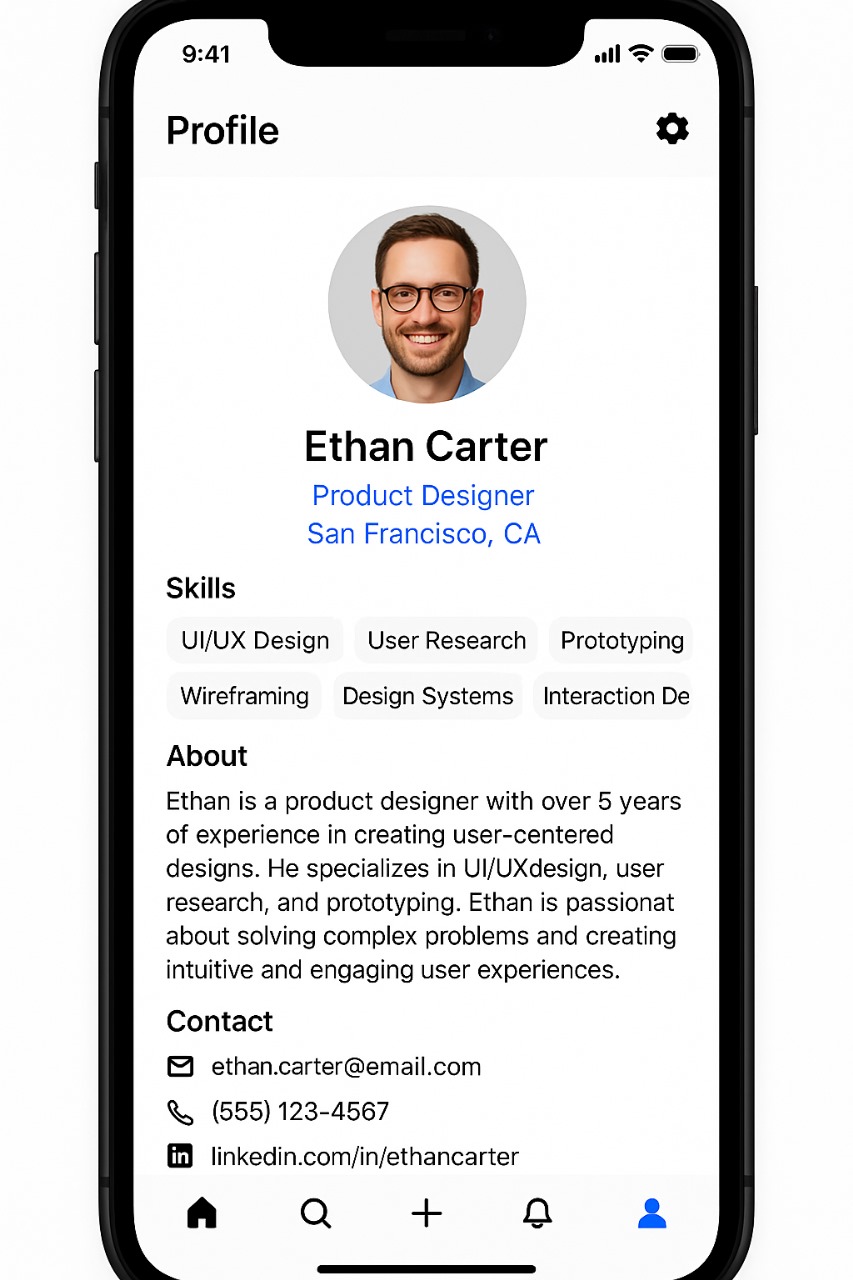 9:41
Profile
Ethan Carter
Product Designer
San Francisco, CA
Skills
UI/UX Design User Research Prototyping
Wireframing Design Systems Interaction De
About
Ethan is a product designer with over 5 years
of experience in creating user-centered
designs. He specializes in UI/UXdesign, user
research, and prototyping. Ethan is passionat
about solving complex problems and creating
intuitive and engaging user experiences.
Contact
ethan.carter@email.com
(555) 123-4567
in linkedin.com/in/ethancarter